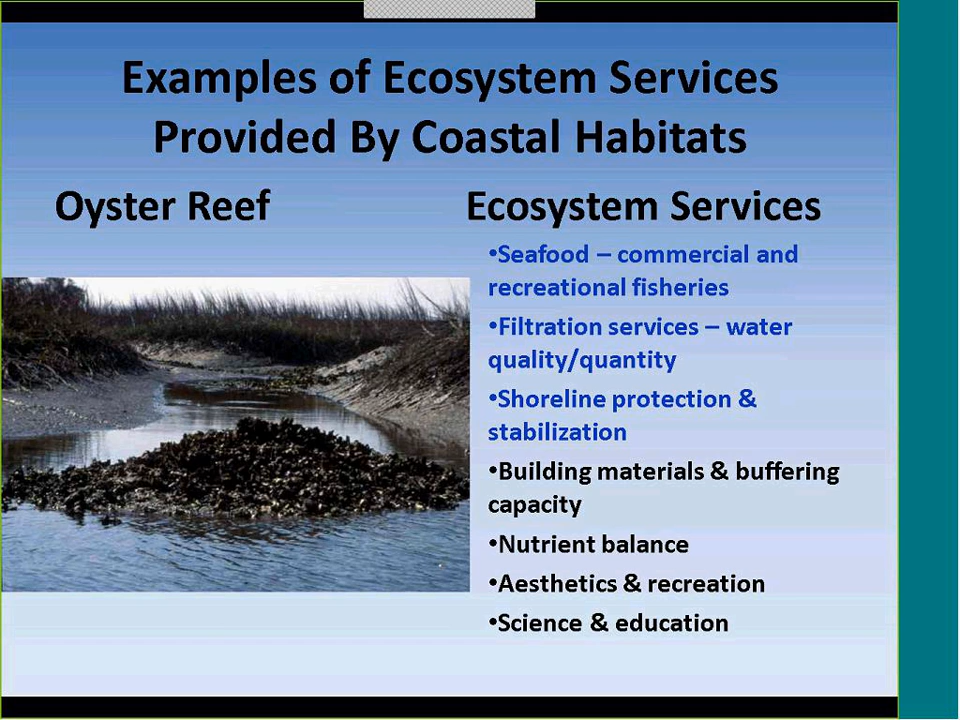 Examples of Ecosystem Services
Provided By Coastal Habitats
Oyster Reef
Ecosystem Services
•Seafood – commercial and
recreational fisheries
•Filtration services – water
quality/quantity
•Shoreline protection &
stabilization
•Building materials & buffering
capacity
•Nutrient balance
•Aesthetics & recreation
•Science & education